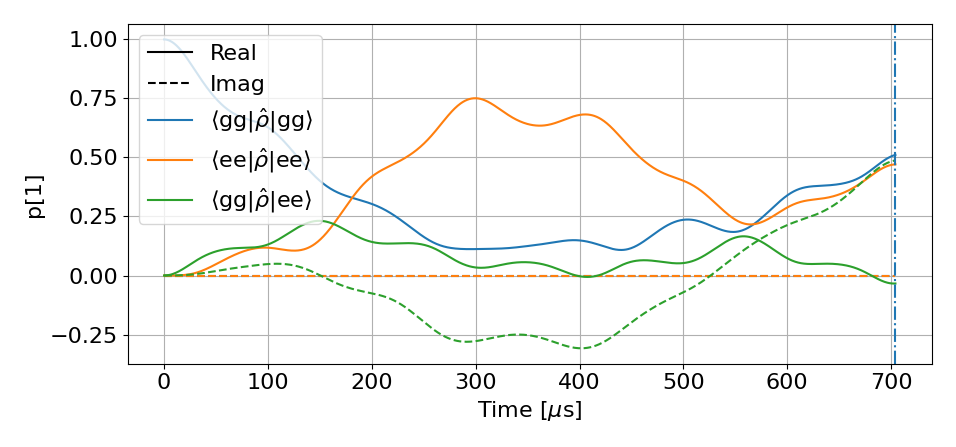 1.00
0.75
0.50
0.25
0.00
−0.25
p[1]
Real
Imag
⟨gg|ρ̂|gg⟩
⟨ee|ρ̂|ee⟩
⟨gg|ρ̂|ee⟩
0 100 200 300 400 500 600 700
Time [μs]